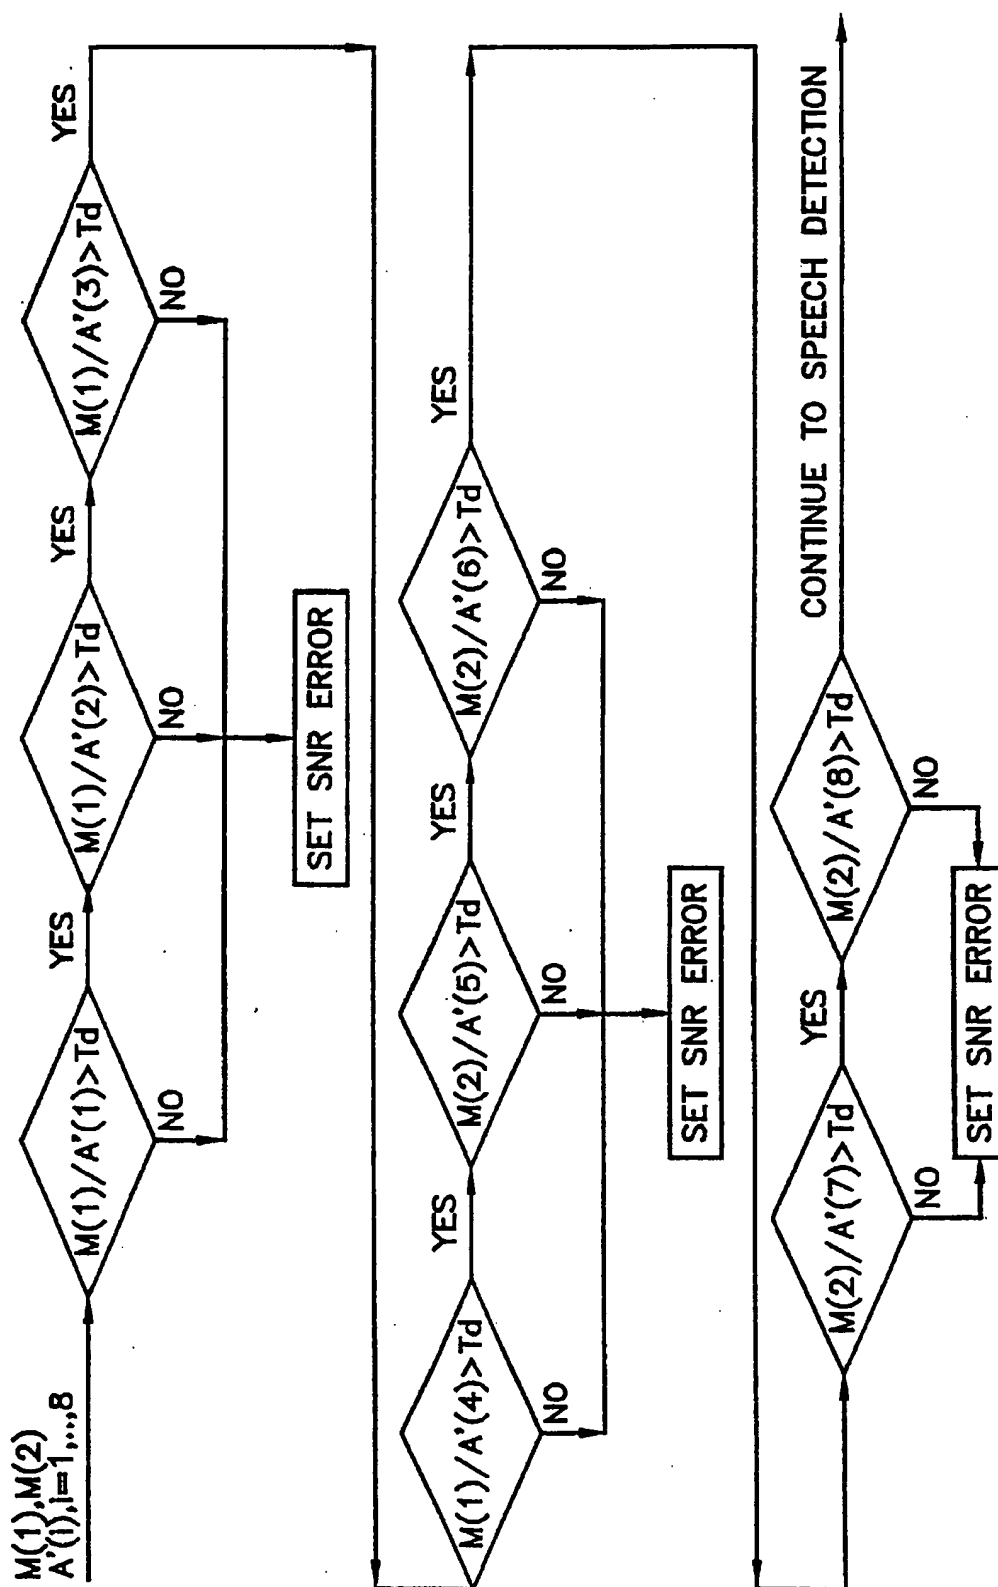 M(1),M(2)
A'(i),i=1,...,8
M(1)/A'(1)>Td
YES
NO
M(1)/A'(2)>Td
YES
NO
M(1)/A'(3)>Td
YES
NO
SET SNR ERROR
M(1)/A'(4)>Td
YES
NO
M(2)/A'(5)>Td
YES
NO
M(2)/A'(6)>Td
YES
NO
SET SNR ERROR
M(2)/A'(7)>Td
YES
NO
M(2)/A'(8)>Td
NO
CONTINUE TO SPEECH DETECTION
SET SNR ERROR